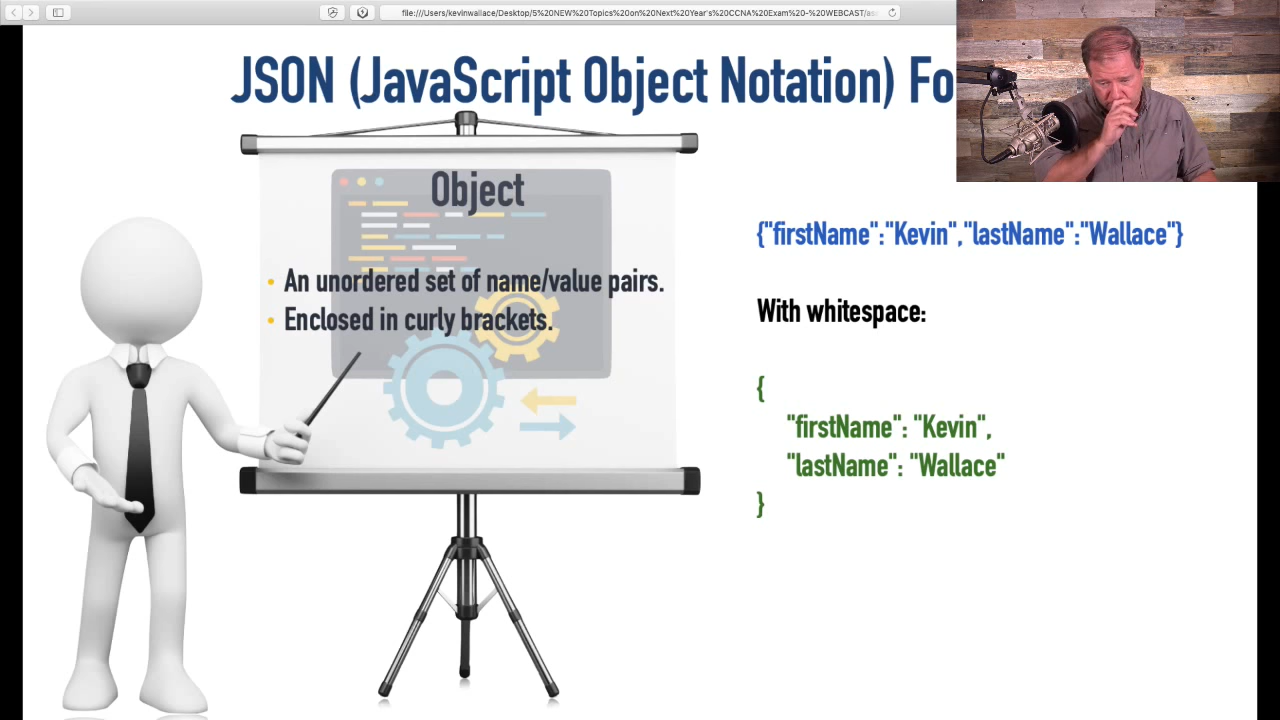 file:///Users/kevinwallace/Desktop/5%20NEW%20Topics%20on%20Next%20Year's%20CCNA%20Exam%20-%20WEBCAST/as
JSON (JavaScript Object Notation) Fo
Object
• An unordered set of name/value pairs.
• Enclosed in curly brackets.
{"firstName":"Kevin","lastName":"Wallace"}
With whitespace:
{
"firstName": "Kevin",
"lastName": "Wallace"
}